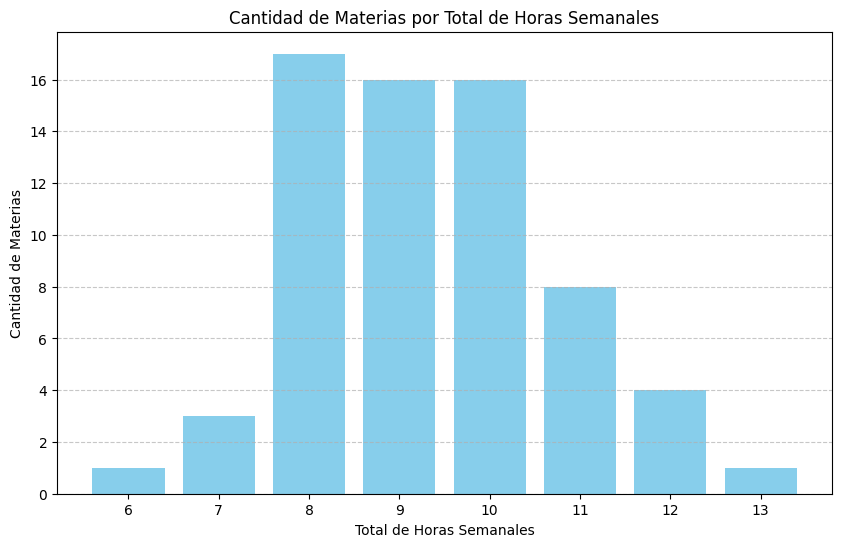 Cantidad de Materias por Total de Horas Semanales
Cantidad de Materias
16
14
12
10
8
6
4
2
0
6 7 8 9 10 11 12 13
Total de Horas Semanales